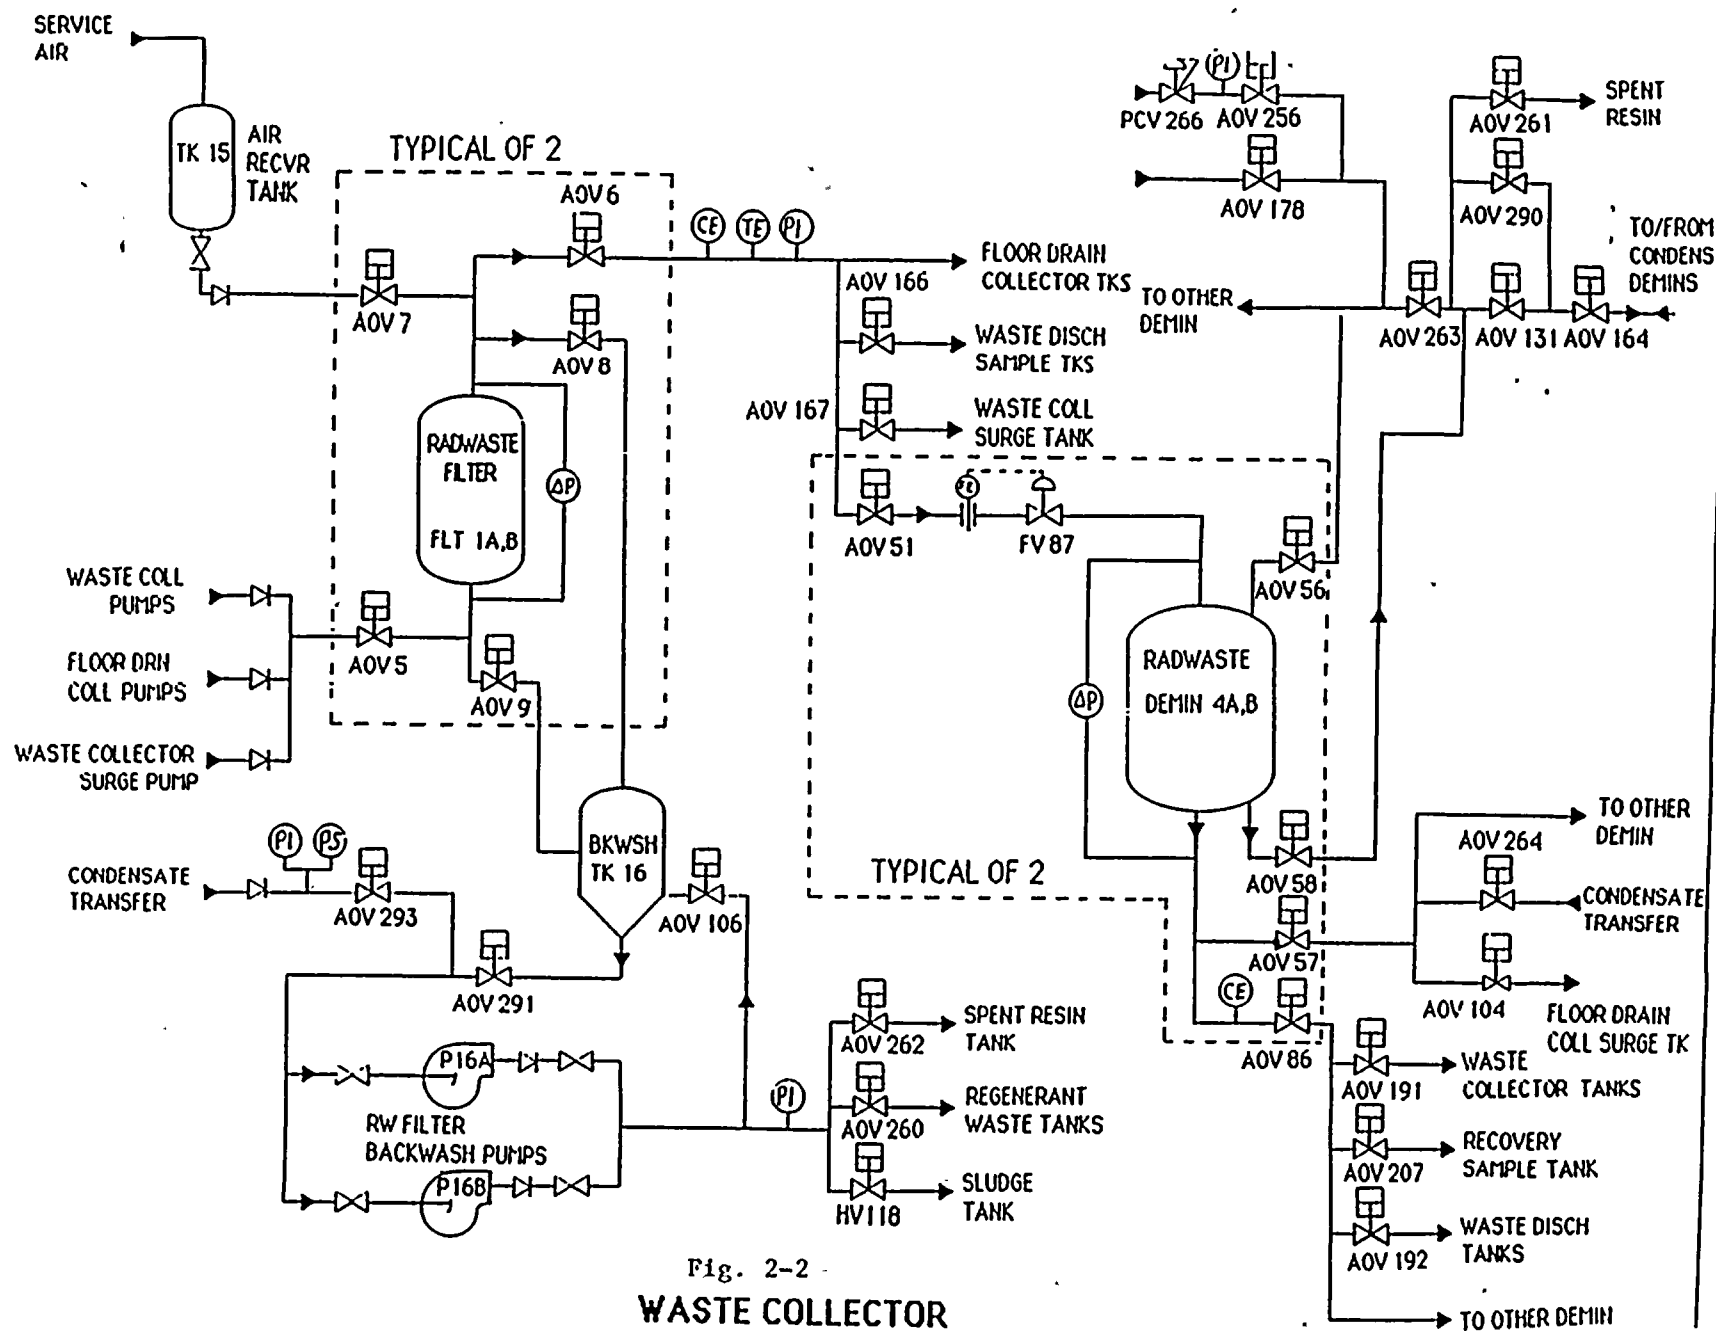 SERVICE
AIR
TK 15
AIR
RECVR
TANK
TYPICAL OF 2
AOV 6
AOV 7
AOV 8
CE
TE
PI
FLOOR DRAIN
COLLECTOR TKS
AOV 166
WASTE DISCH
SAMPLE TKS
AOV 167
WASTE COLL
SURGE TANK
RADWASTE
FILTER
FLT 1A,B
ΔP
WASTE COLL
PUMPS
AOV 5
FLOOR DRN
COLL PUMPS
AOV 9
WASTE COLLECTOR
SURGE PUMP
PI
PS
CONDENSATE
TRANSFER
AOV 293
BKWSH
TK 16
AOV 106
AOV 291
P16A
RW FILTER
BACKWASH PUMPS
P16B
PI
AOV 262
SPENT RESIN
TANK
AOV 260
REGENERANT
WASTE TANKS
HV118
SLUDGE
TANK
PI
PCV 266
AOV 256
AOV 178
AOV 261
SPENT
RESIN
AOV 290
TO/FROM
CONDENS
DEMINS
TO OTHER
DEMIN
AOV 263
AOV 131
AOV 164
AOV 51
FE
FV 87
AOV 56
RADWASTE
DEMIN 4A,B
ΔP
TYPICAL OF 2
AOV 58
AOV 57
CE
AOV 86
TO OTHER
DEMIN
AOV 264
CONDENSATE
TRANSFER
AOV 104
FLOOR DRAIN
COLL SURGE TK
AOV 191
WASTE
COLLECTOR TANKS
AOV 207
RECOVERY
SAMPLE TANK
AOV 192
WASTE DISCH
TANKS
TO OTHER DEMIN
Fig. 2-2
WASTE COLLECTOR